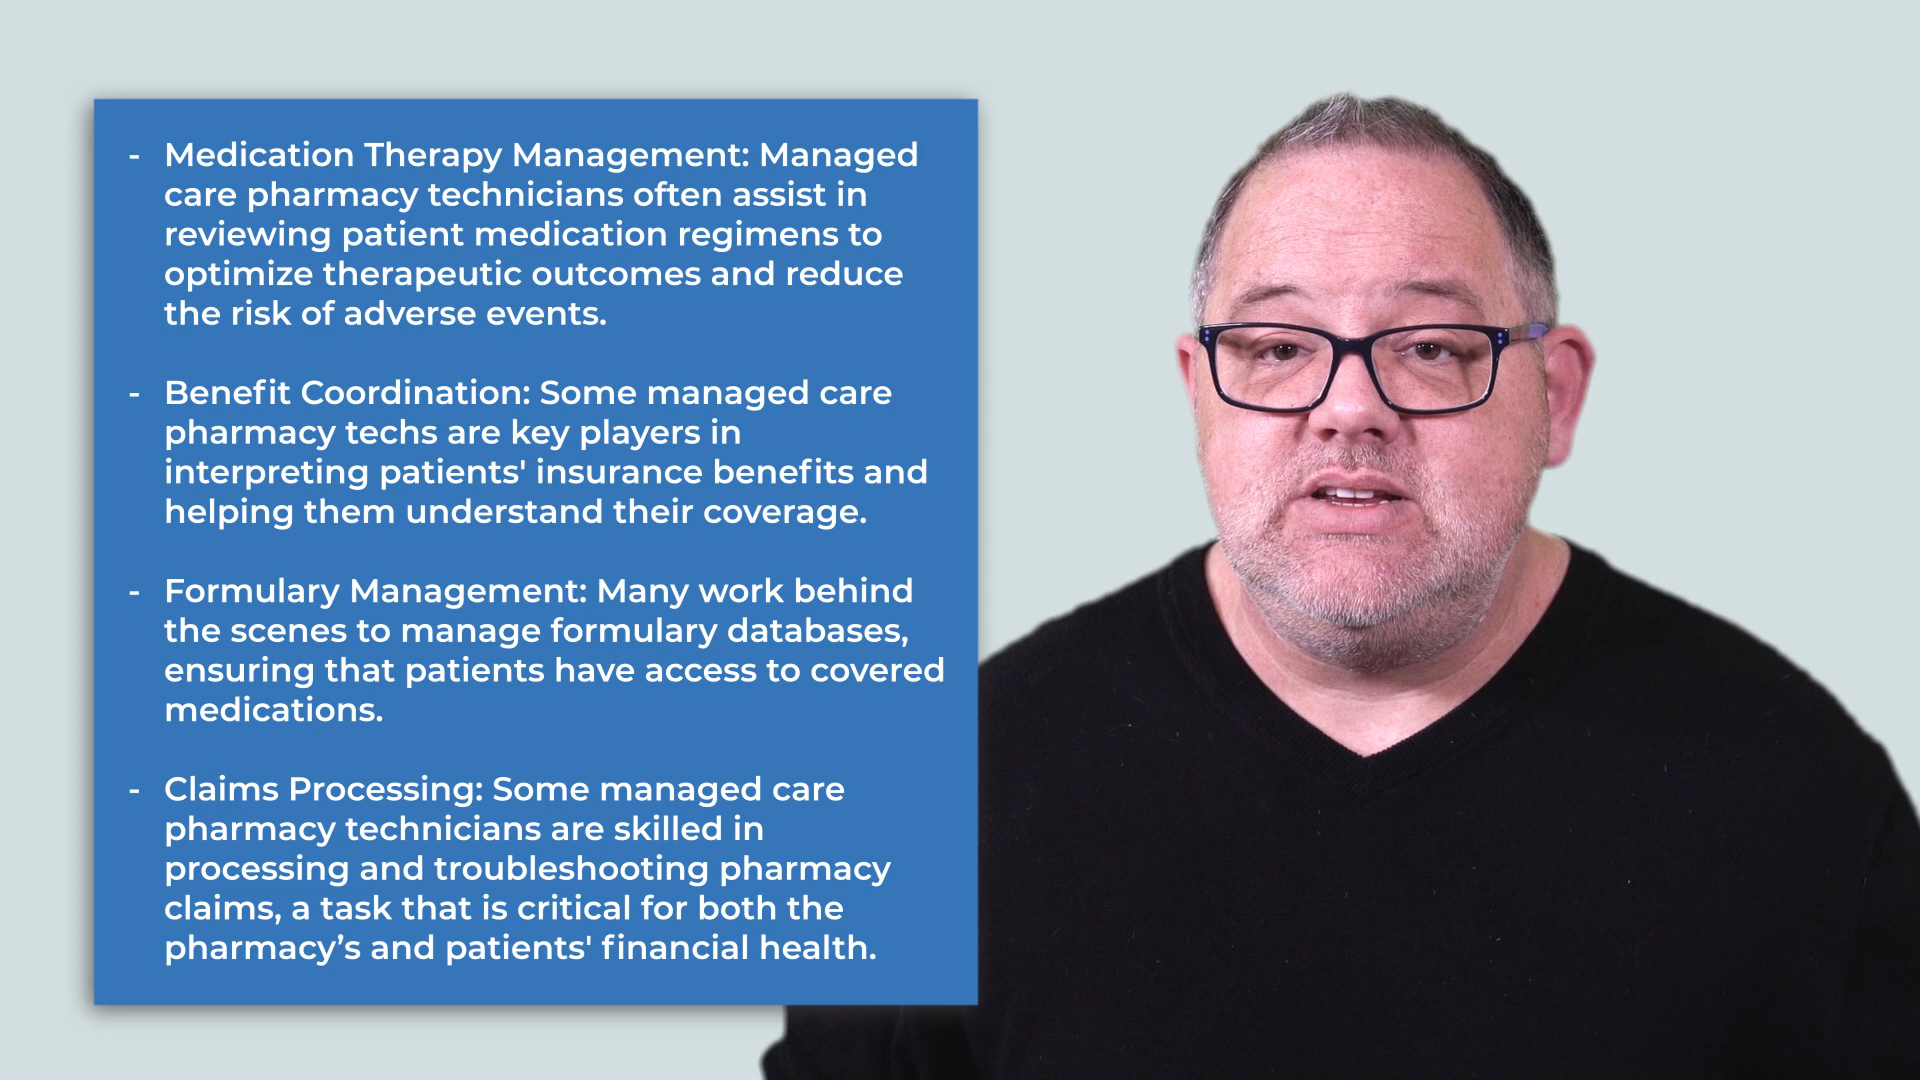 - Medication Therapy Management: Managed
care pharmacy technicians often assist in
reviewing patient medication regimens to
optimize therapeutic outcomes and reduce
the risk of adverse events.
- Benefit Coordination: Some managed care
pharmacy techs are key players in
interpreting patients' insurance benefits and
helping them understand their coverage.
- Formulary Management: Many work behind
the scenes to manage formulary databases,
ensuring that patients have access to covered
medications.
- Claims Processing: Some managed care
pharmacy technicians are skilled in
processing and troubleshooting pharmacy
claims, a task that is critical for both the
pharmacy’s and patients' financial health.